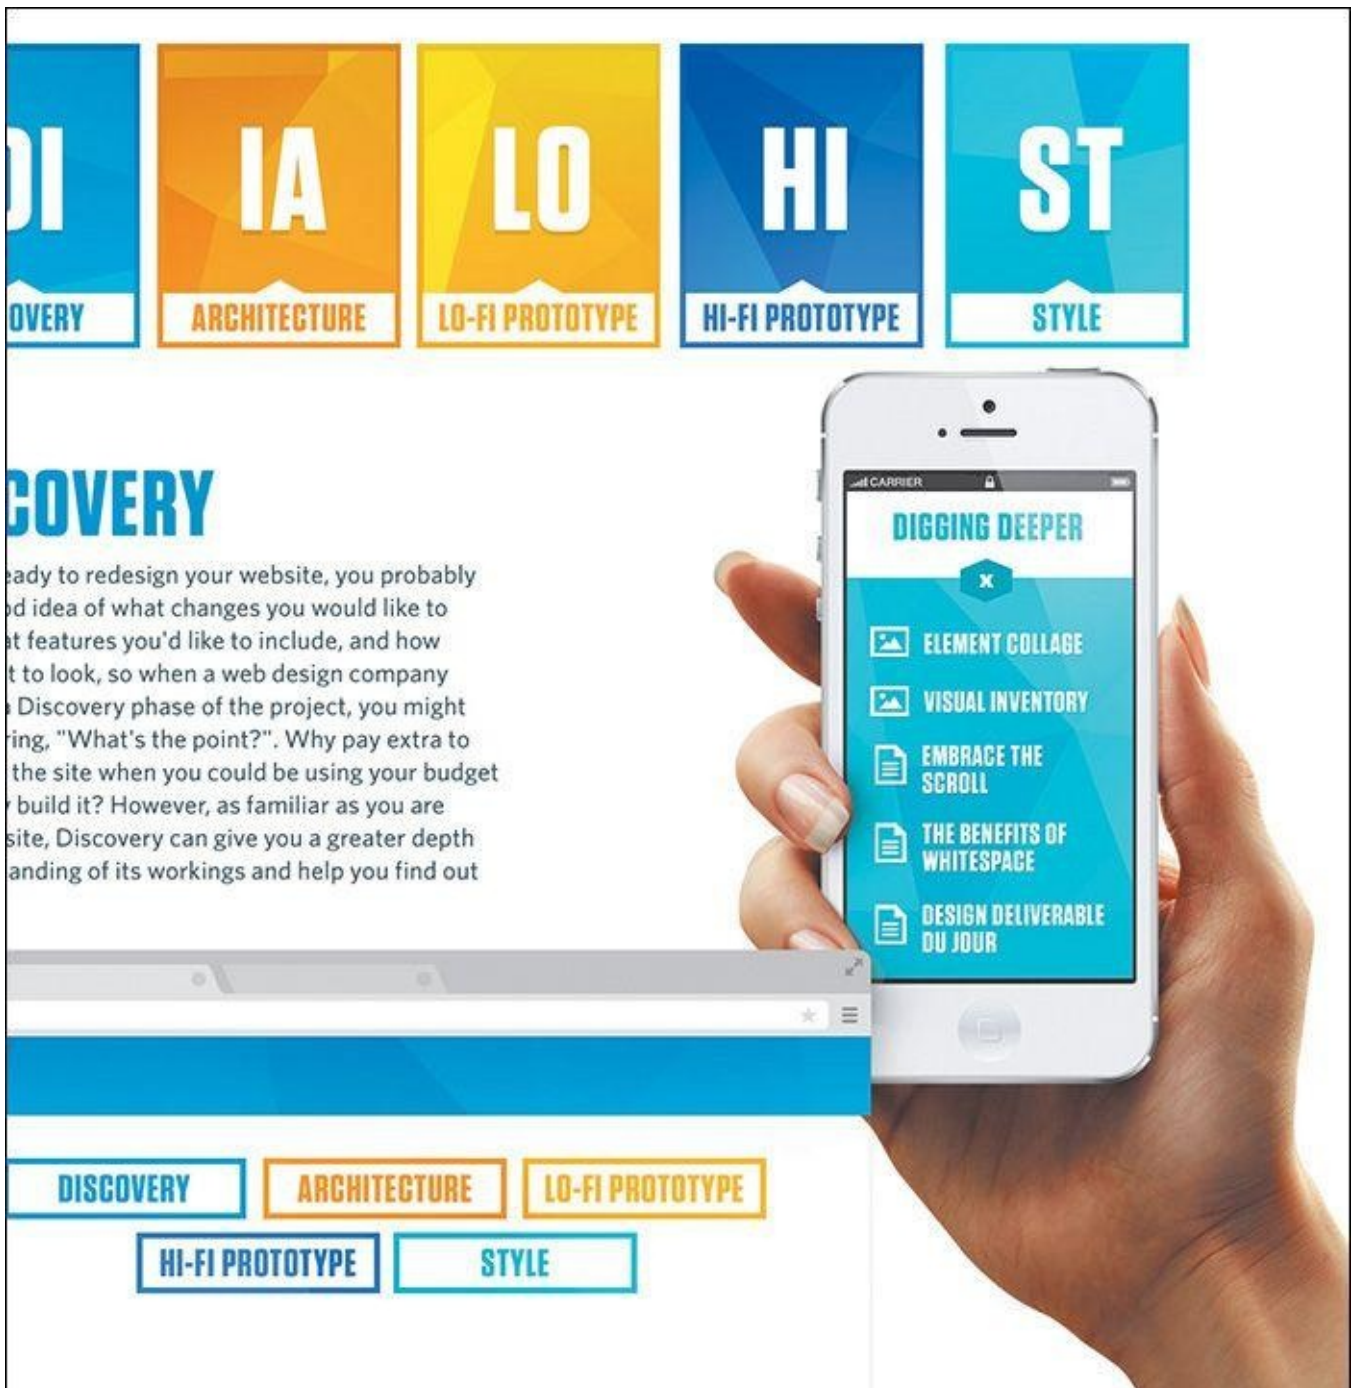 DI
IA
LO
HI
ST
OVERY
ARCHITECTURE
LO-FI PROTOTYPE
HI-FI PROTOTYPE
STYLE
COVERY
eady to redesign your website, you probably
od idea of what changes you would like to
at features you'd like to include, and how
t to look, so when a web design company
a Discovery phase of the project, you might
ring, "What's the point?". Why pay extra to
the site when you could be using your budget
y build it? However, as familiar as you are
site, Discovery can give you a greater depth
anding of its workings and help you find out
CARRIER
DIGGING DEEPER
X
ELEMENT COLLAGE
VISUAL INVENTORY
EMBRACE THE
SCROLL
THE BENEFITS OF
WHITESPACE
DESIGN DELIVERABLE
DU JOUR
DISCOVERY
ARCHITECTURE
LO-FI PROTOTYPE
HI-FI PROTOTYPE
STYLE